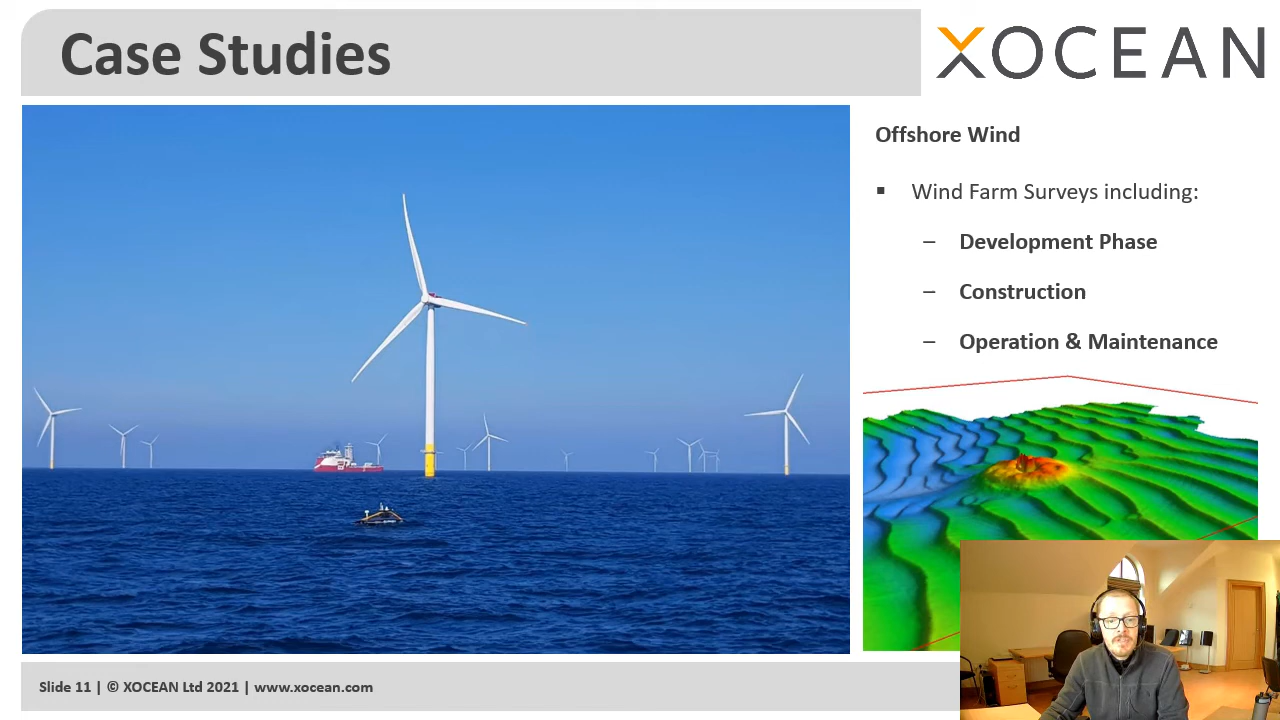 Case Studies
XOCEAN
Offshore Wind
▪ Wind Farm Surveys including:
– Development Phase
– Construction
– Operation & Maintenance
Slide 11 | © XOCEAN Ltd 2021 | www.xocean.com